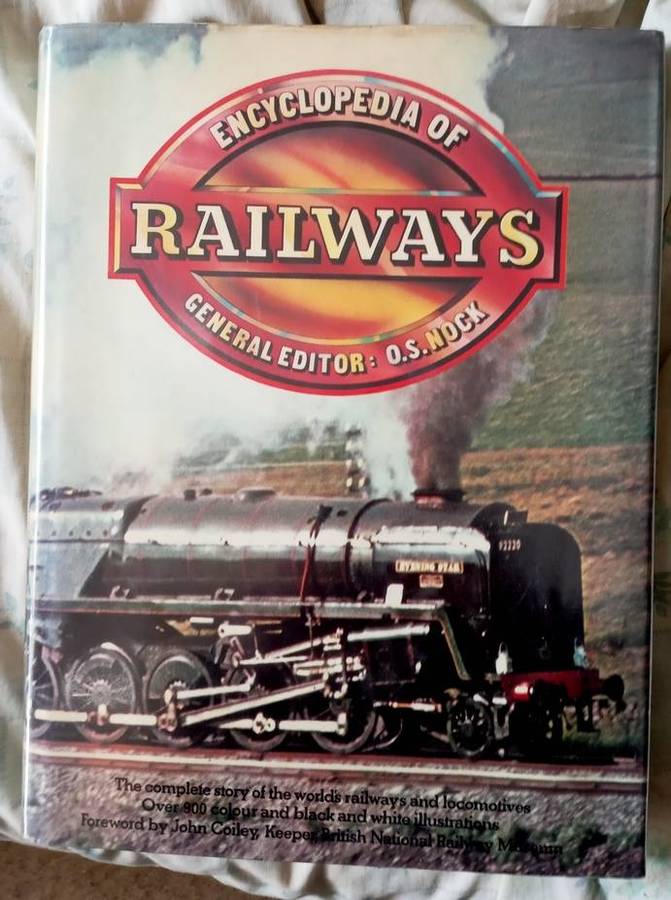 ENCYCLOPEDIA OF
RAILWAYS
GENERAL EDITOR: O.S. NOCK
92220
EVENING STAR
The complete story of the world's railways and locomotives
Over 900 colour and black and white illustrations
Foreword by John Coiley, Keeper, British National Railway Museum